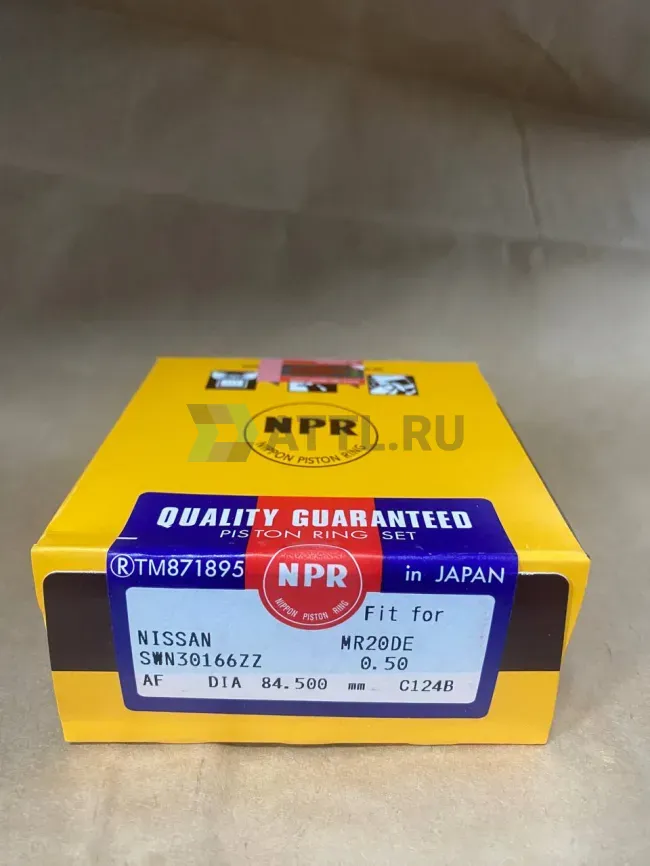 NPR
NIPPON PISTON RING
ATTL.RU
QUALITY GUARANTEED
PISTON RING SET
®TM871895
NPR
NIPPON PISTON RING
in JAPAN
Fit for
NISSAN MR20DE
SWN30166ZZ 0.50
AF DIA 84.500 mm C124B